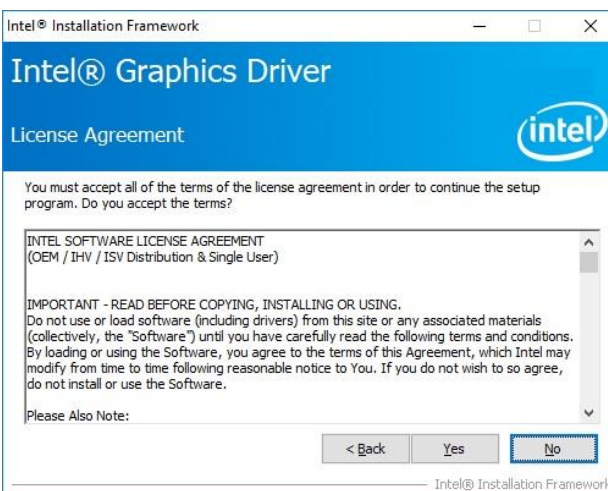 Intel® Installation Framework
Intel® Graphics Driver
License Agreement
intel
You must accept all of the terms of the license agreement in order to continue the setup
program. Do you accept the terms?
INTEL SOFTWARE LICENSE AGREEMENT
(OEM / IHV / ISV Distribution & Single User)
IMPORTANT - READ BEFORE COPYING, INSTALLING OR USING.
Do not use or load software (including drivers) from this site or any associated materials
(collectively, the "Software") until you have carefully read the following terms and conditions.
By loading or using the Software, you agree to the terms of this Agreement, which Intel may
modify from time to time following reasonable notice to You. If you do not wish to so agree,
do not install or use the Software.
Please Also Note:
< Back Yes No
Intel® Installation Framework